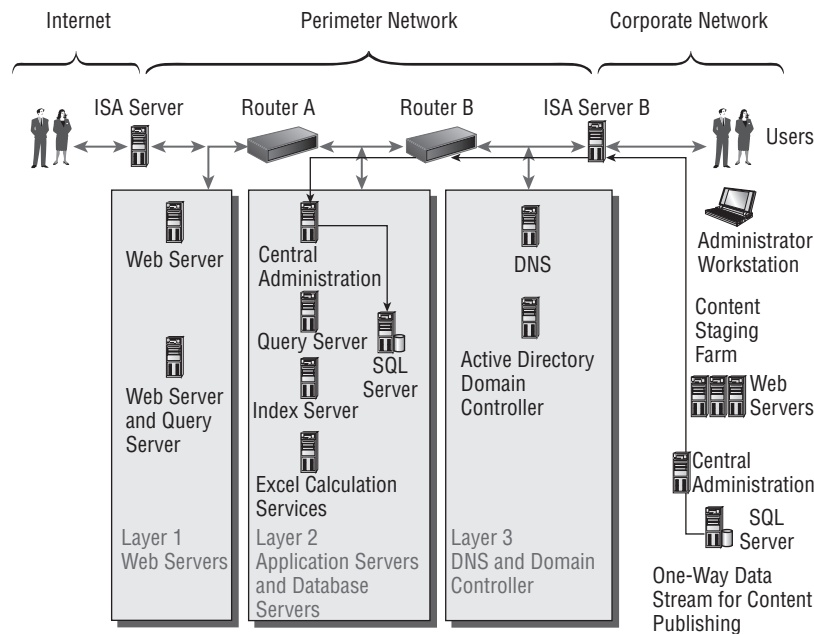 Internet
Perimeter Network
Corporate Network
ISA Server
Router A
Router B
ISA Server B
Users
Web Server
Web Server
and Query
Server
Layer 1
Web Servers
Central
Administration
Query Server
SQL
Server
Index Server
Excel Calculation
Services
Layer 2
Application Servers
and Database
Servers
DNS
Active Directory
Domain
Controller
Layer 3
DNS and Domain
Controller
Administrator
Workstation
Content
Staging
Farm
Web
Servers
Central
Administration
SQL
Server
One-Way Data
Stream for Content
Publishing